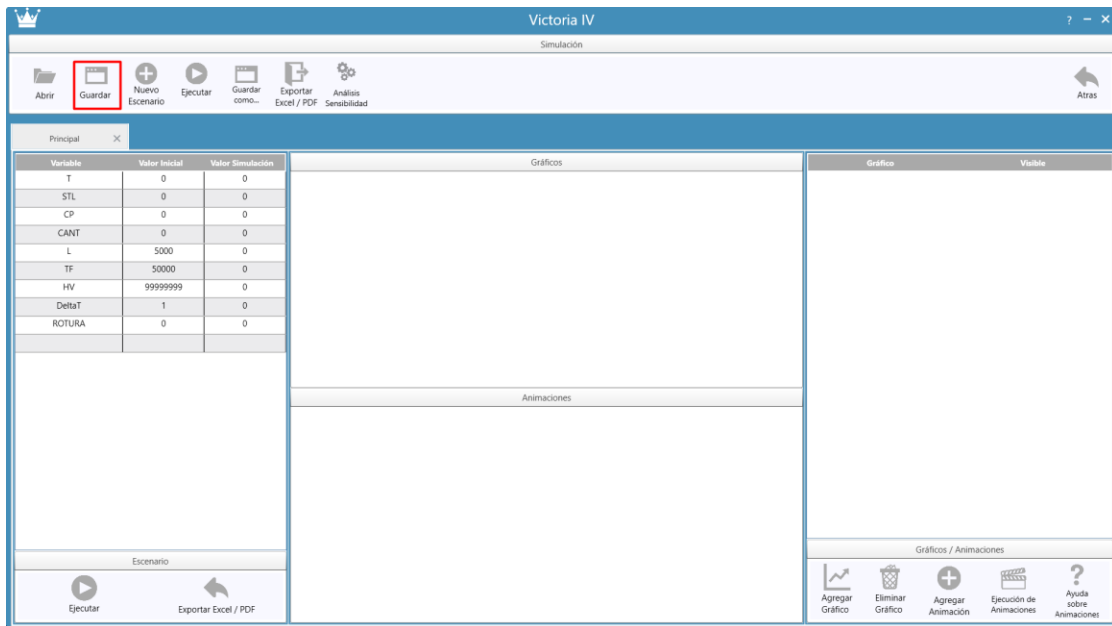 Victoria IV
? − ×
Simulación
Abrir
Guardar
Nuevo
Escenario
Ejecutar
Guardar
como...
Exportar
Excel / PDF
Análisis
Sensibilidad
Atras
Principal ×
Variable Valor Inicial Valor Simulación
T 0 0
STL 0 0
CP 0 0
CANT 0 0
L 5000 0
TF 50000 0
HV 99999999 0
DeltaT 1 0
ROTURA 0 0
Escenario
Ejecutar
Exportar Excel / PDF
Gráficos
Animaciones
Gráfico Visible
Gráficos / Animaciones
Agregar
Gráfico
Eliminar
Gráfico
Agregar
Animación
Ejecución de
Animaciones
?
Ayuda
sobre
Animaciones